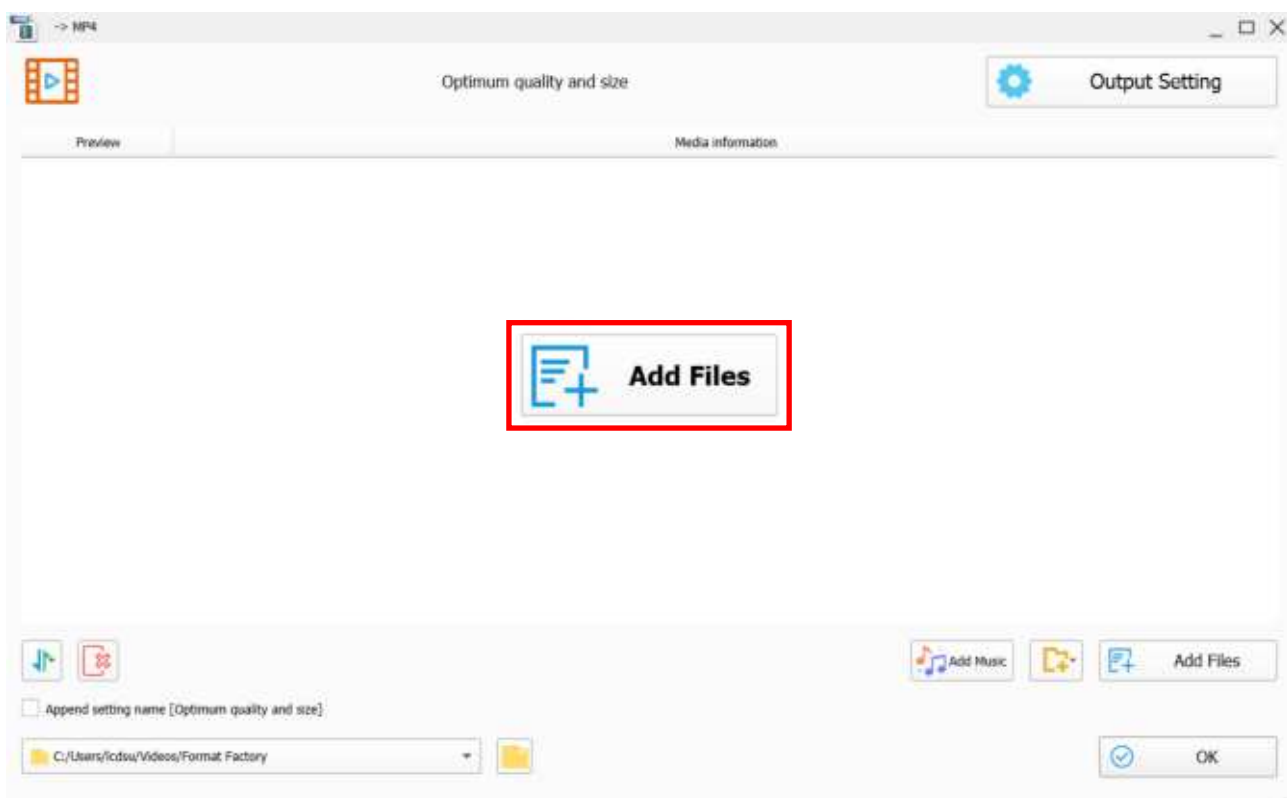 -> MP4
Optimum quality and size
Output Setting
Preview
Media information
Add Files
Add Music
Add Files
Append setting name [Optimum quality and size]
C:/Users/lcdsu/Videos/Format Factory
OK